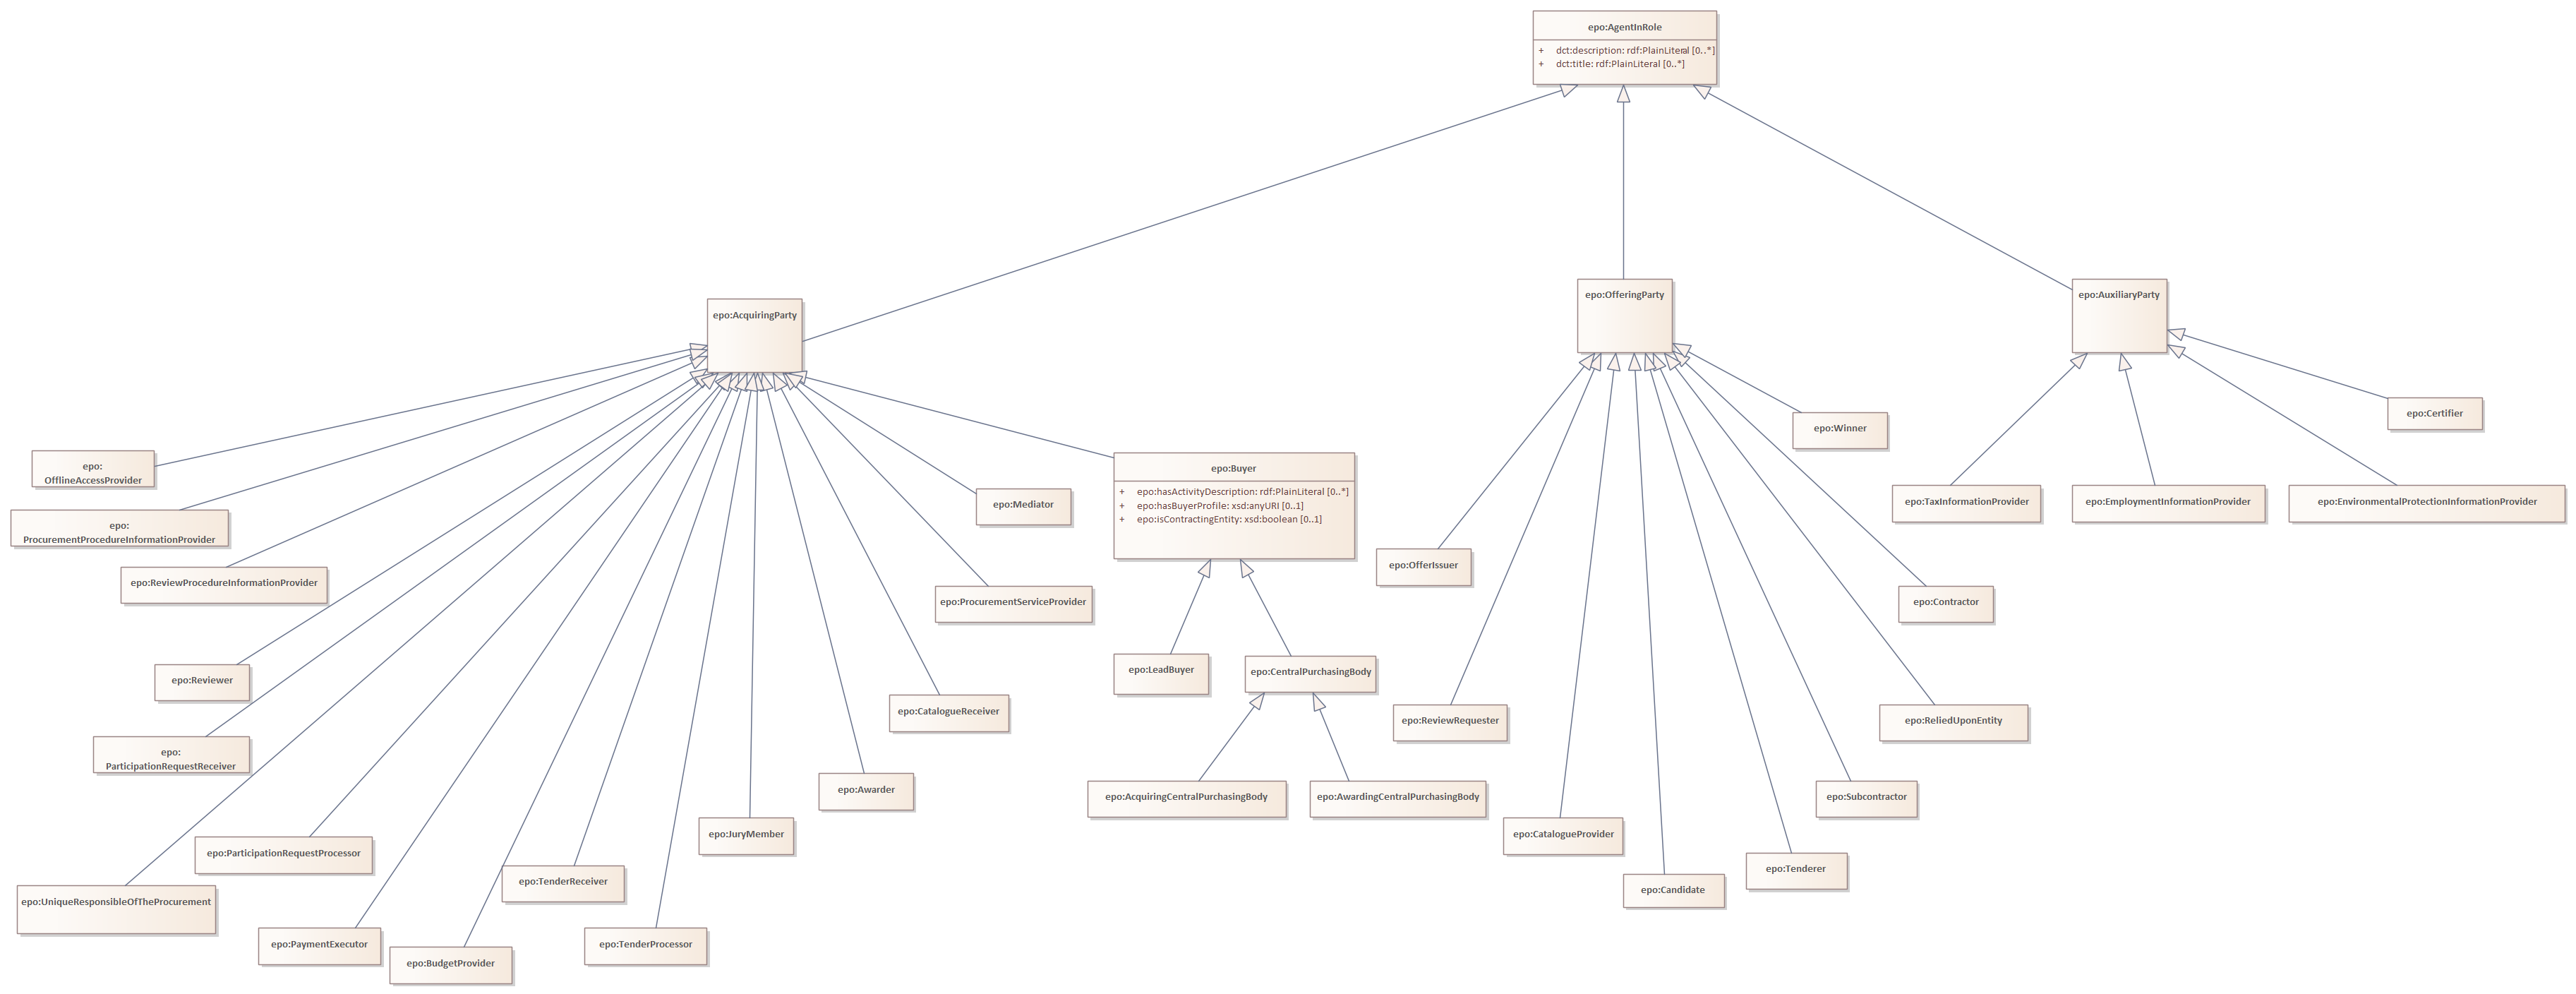 epo:AgentInRole
+ dct:description: rdf:PlainLiteral [0..*]
+ dct:title: rdf:PlainLiteral [0..*]
epo:AcquiringParty
epo:OfferingParty
epo:AuxiliaryParty
epo:Certifier
epo:Winner
epo:
OfflineAccessProvider
epo:Buyer
+ epo:hasActivityDescription: rdf:PlainLiteral [0..*]
+ epo:hasBuyerProfile: xsd:anyURI [0..1]
+ epo:isContractingEntity: xsd:boolean [0..1]
epo:Mediator
epo:TaxInformationProvider
epo:EmploymentInformationProvider
epo:EnvironmentalProtectionInformationProvider
epo:
ProcurementProcedureInformationProvider
epo:OfferIssuer
epo:ReviewProcedureInformationProvider
epo:ProcurementServiceProvider
epo:Contractor
epo:LeadBuyer
epo:CentralPurchasingBody
epo:Reviewer
epo:CatalogueReceiver
epo:ReviewRequester
epo:ReliedUponEntity
epo:
ParticipationRequestReceiver
epo:Awarder
epo:AcquiringCentralPurchasingBody
epo:AwardingCentralPurchasingBody
epo:Subcontractor
epo:JuryMember
epo:CatalogueProvider
epo:ParticipationRequestProcessor
epo:Tenderer
epo:TenderReceiver
epo:Candidate
epo:UniqueResponsibleOfTheProcurement
epo:PaymentExecutor
epo:TenderProcessor
epo:BudgetProvider